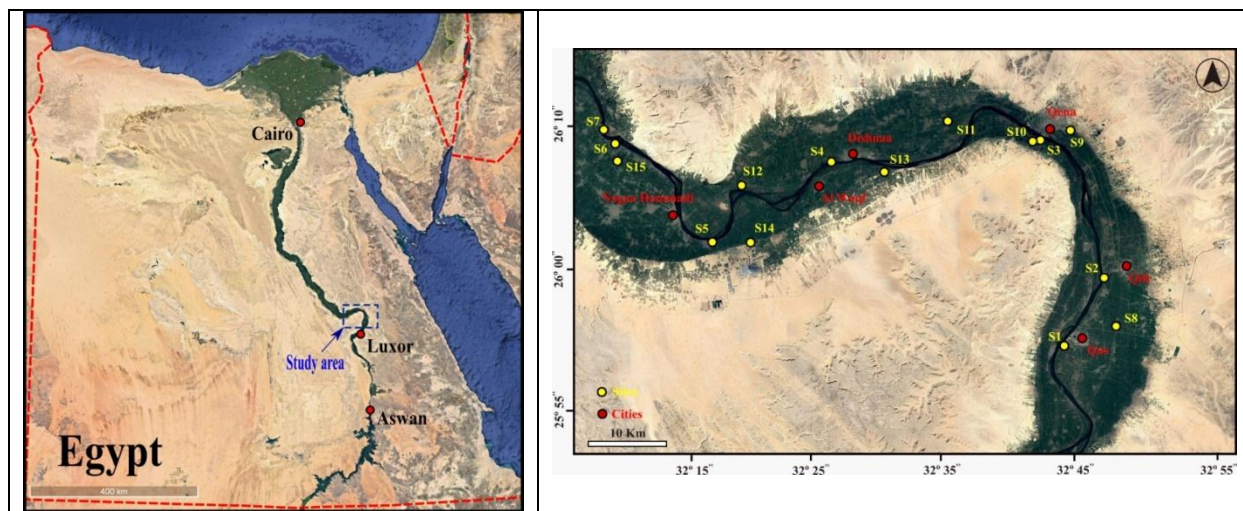 Cairo
Study area
Luxor
Aswan
Egypt
400 km
26° 10'
26° 00'
25° 55'
S7
S6
S15
S12
S4
S13
S11
S10
S3
Qena
S9
S5
S14
S2
S8
S1
Cities
10 Km
32° 15'
32° 25'
32° 35'
32° 45'
32° 55'